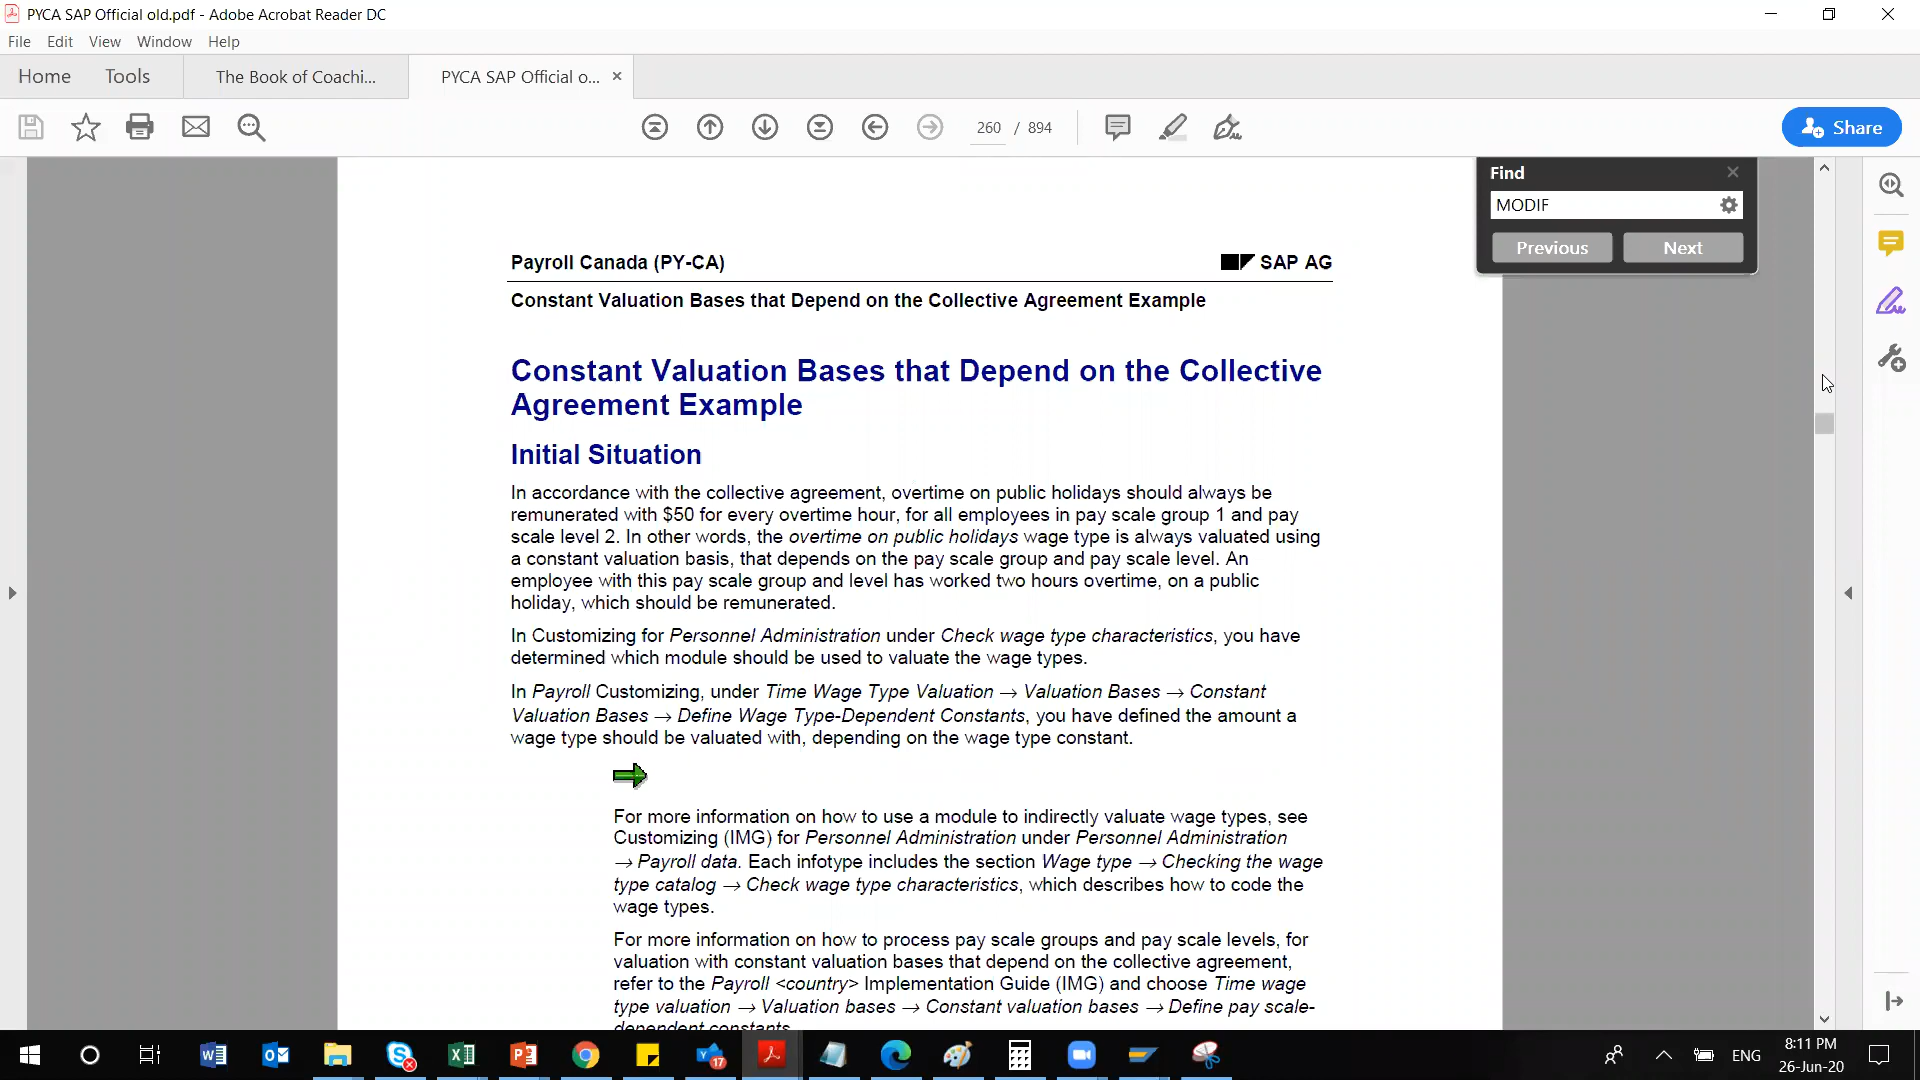 PYCA SAP Official old.pdf - Adobe Acrobat Reader DC
File Edit View Window Help
Home Tools The Book of Coachi... PYCA SAP Official o...
260 / 894
Share
Find
MODIF
Previous Next
Payroll Canada (PY-CA) SAP AG
Constant Valuation Bases that Depend on the Collective Agreement Example
Constant Valuation Bases that Depend on the Collective
Agreement Example
Initial Situation
In accordance with the collective agreement, overtime on public holidays should always be
remunerated with $50 for every overtime hour, for all employees in pay scale group 1 and pay
scale level 2. In other words, the overtime on public holidays wage type is always valuated using
a constant valuation basis, that depends on the pay scale group and pay scale level. An
employee with this pay scale group and level has worked two hours overtime, on a public
holiday, which should be remunerated.
In Customizing for Personnel Administration under Check wage type characteristics, you have
determined which module should be used to valuate the wage types.
In Payroll Customizing, under Time Wage Type Valuation → Valuation Bases → Constant
Valuation Bases → Define Wage Type-Dependent Constants, you have defined the amount a
wage type should be valuated with, depending on the wage type constant.
For more information on how to use a module to indirectly valuate wage types, see
Customizing (IMG) for Personnel Administration under Personnel Administration
→ Payroll data. Each infotype includes the section Wage type → Checking the wage
type catalog → Check wage type characteristics, which describes how to code the
wage types.
For more information on how to process pay scale groups and pay scale levels, for
valuation with constant valuation bases that depend on the collective agreement,
refer to the Payroll <country> Implementation Guide (IMG) and choose Time wage
type valuation → Valuation bases → Constant valuation bases → Define pay scale-
dependent constants
17
ENG
8:11 PM
26-Jun-20